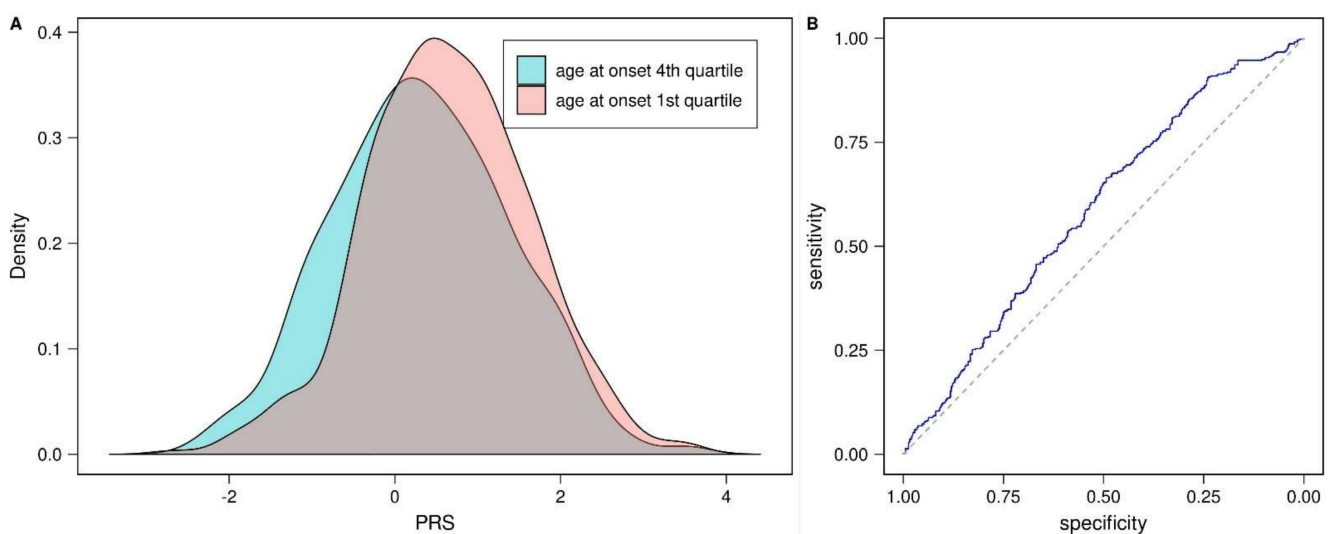 A
0.4
0.3
0.2
0.1
0.0
Density
-2 0 2 4
PRS
age at onset 4th quartile
age at onset 1st quartile
B
1.00
0.75
0.50
0.25
0.00
sensitivity
1.00 0.75 0.50 0.25 0.00
specificity